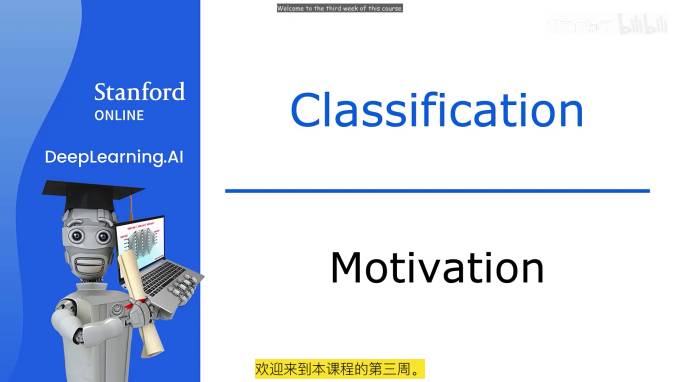 Welcome to the third week of this course.
bilibili
Stanford
ONLINE
DeepLearning.AI
Classification
Motivation
欢迎来到本课程的第三周。